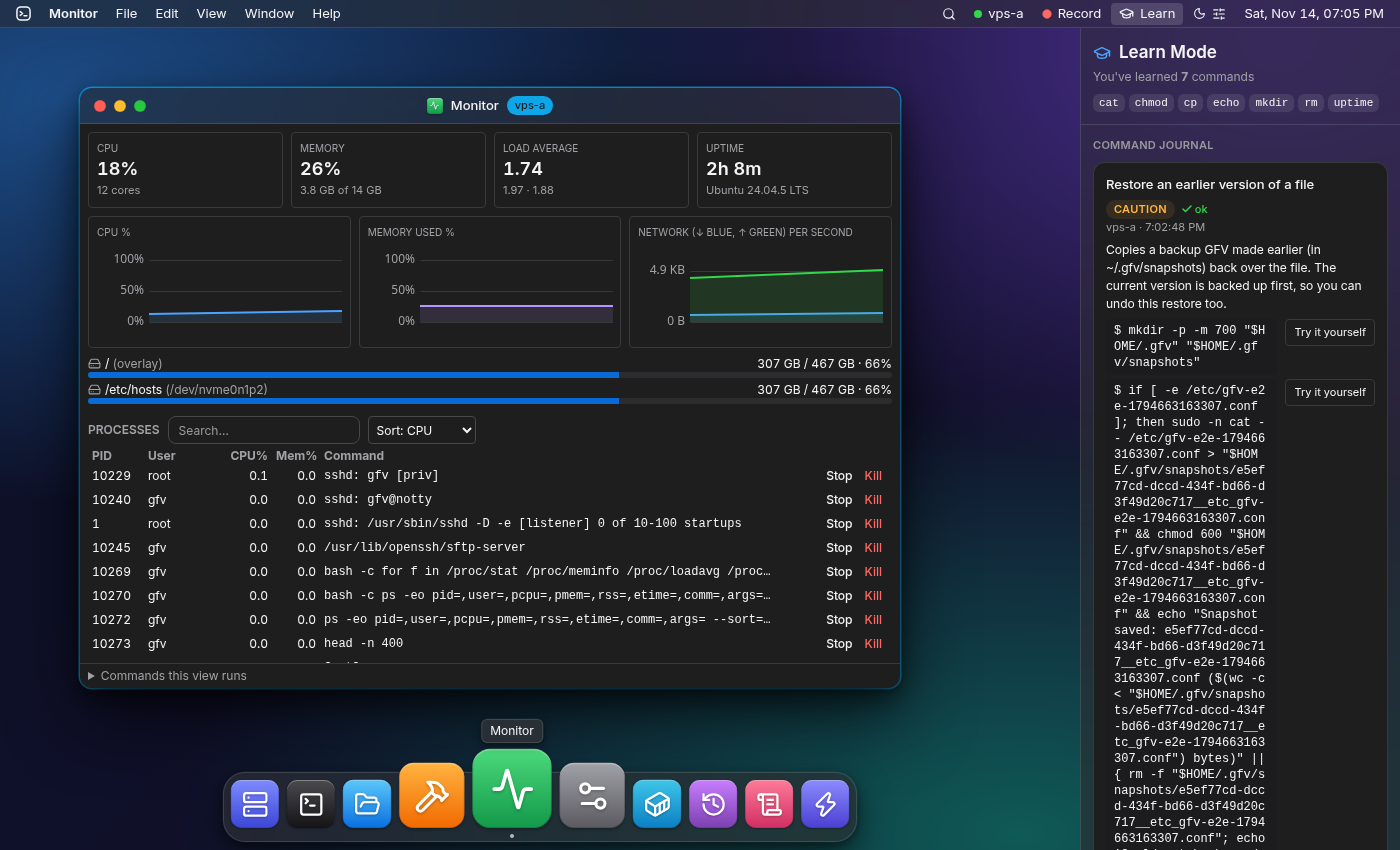 Monitor File Edit View Window Help
vps-a Record Learn Sat, Nov 14, 07:05 PM
Monitor vps-a
CPU
18%
12 cores
MEMORY
26%
3.8 GB of 14 GB
LOAD AVERAGE
1.74
1.97 · 1.88
UPTIME
2h 8m
Ubuntu 24.04.5 LTS
CPU %
100%
50%
0%
MEMORY USED %
100%
50%
0%
NETWORK (↓ BLUE, ↑ GREEN) PER SECOND
4.9 KB
0 B
/ (overlay) 307 GB / 467 GB · 66%
/etc/hosts (/dev/nvme0n1p2) 307 GB / 467 GB · 66%
PROCESSES Search... Sort: CPU
PID User CPU% Mem% Command
10229 root 0.1 0.0 sshd: gfv [priv] Stop Kill
10240 gfv 0.0 0.0 sshd: gfv@notty Stop Kill
1 root 0.0 0.0 sshd: /usr/sbin/sshd -D -e [listener] 0 of 10-100 startups Stop Kill
10245 gfv 0.0 0.0 /usr/lib/openssh/sftp-server Stop Kill
10269 gfv 0.0 0.0 bash -c for f in /proc/stat /proc/meminfo /proc/loadavg /proc… Stop Kill
10270 gfv 0.0 0.0 bash -c ps -eo pid=,user=,pcpu=,pmem=,rss=,etime=,comm=,args=… Stop Kill
10272 gfv 0.0 0.0 ps -eo pid=,user=,pcpu=,pmem=,rss=,etime=,comm=,args= --sort=… Stop Kill
10273 gfv 0.0 0.0 head -n 400 Stop Kill
Commands this view runs
Monitor
Learn Mode
You've learned 7 commands
cat chmod cp echo mkdir rm uptime
COMMAND JOURNAL
Restore an earlier version of a file
CAUTION ok
vps-a · 7:02:48 PM
Copies a backup GFV made earlier (in
~/.gfv/snapshots) back over the file. The
current version is backed up first, so you can
undo this restore too.
$ mkdir -p -m 700 "$H
OME/.gfv" "$HOME/.gf
v/snapshots"
Try it yourself
$ if [ -e /etc/gfv-e2
e-1794663163307.conf
]; then sudo -n cat -
- /etc/gfv-e2e-179466
3163307.conf > "$HOM
E/.gfv/snapshots/e5ef
77cd-dccd-434f-bd66-d
3f49d20c717__etc_gfv-
e2e-1794663163307.con
f" && chmod 600 "$HOM
E/.gfv/snapshots/e5ef
77cd-dccd-434f-bd66-d
3f49d20c717__etc_gfv-
e2e-1794663163307.con
f" && echo "Snapshot
saved: e5ef77cd-dccd-
434f-bd66-d3f49d20c71
7__etc_gfv-e2e-179466
3163307.conf ($(wc -c
< "$HOME/.gfv/snapsho
ts/e5ef77cd-dccd-434f
-bd66-d3f49d20c717__e
tc_gfv-e2e-1794663163
307.conf") bytes)" ||
{ rm -f "$HOME/.gfv/s
napshots/e5ef77cd-dcc
d-434f-bd66-d3f49d20c
717__etc_gfv-e2e-1794
663163307.conf"; echo
Try it yourself